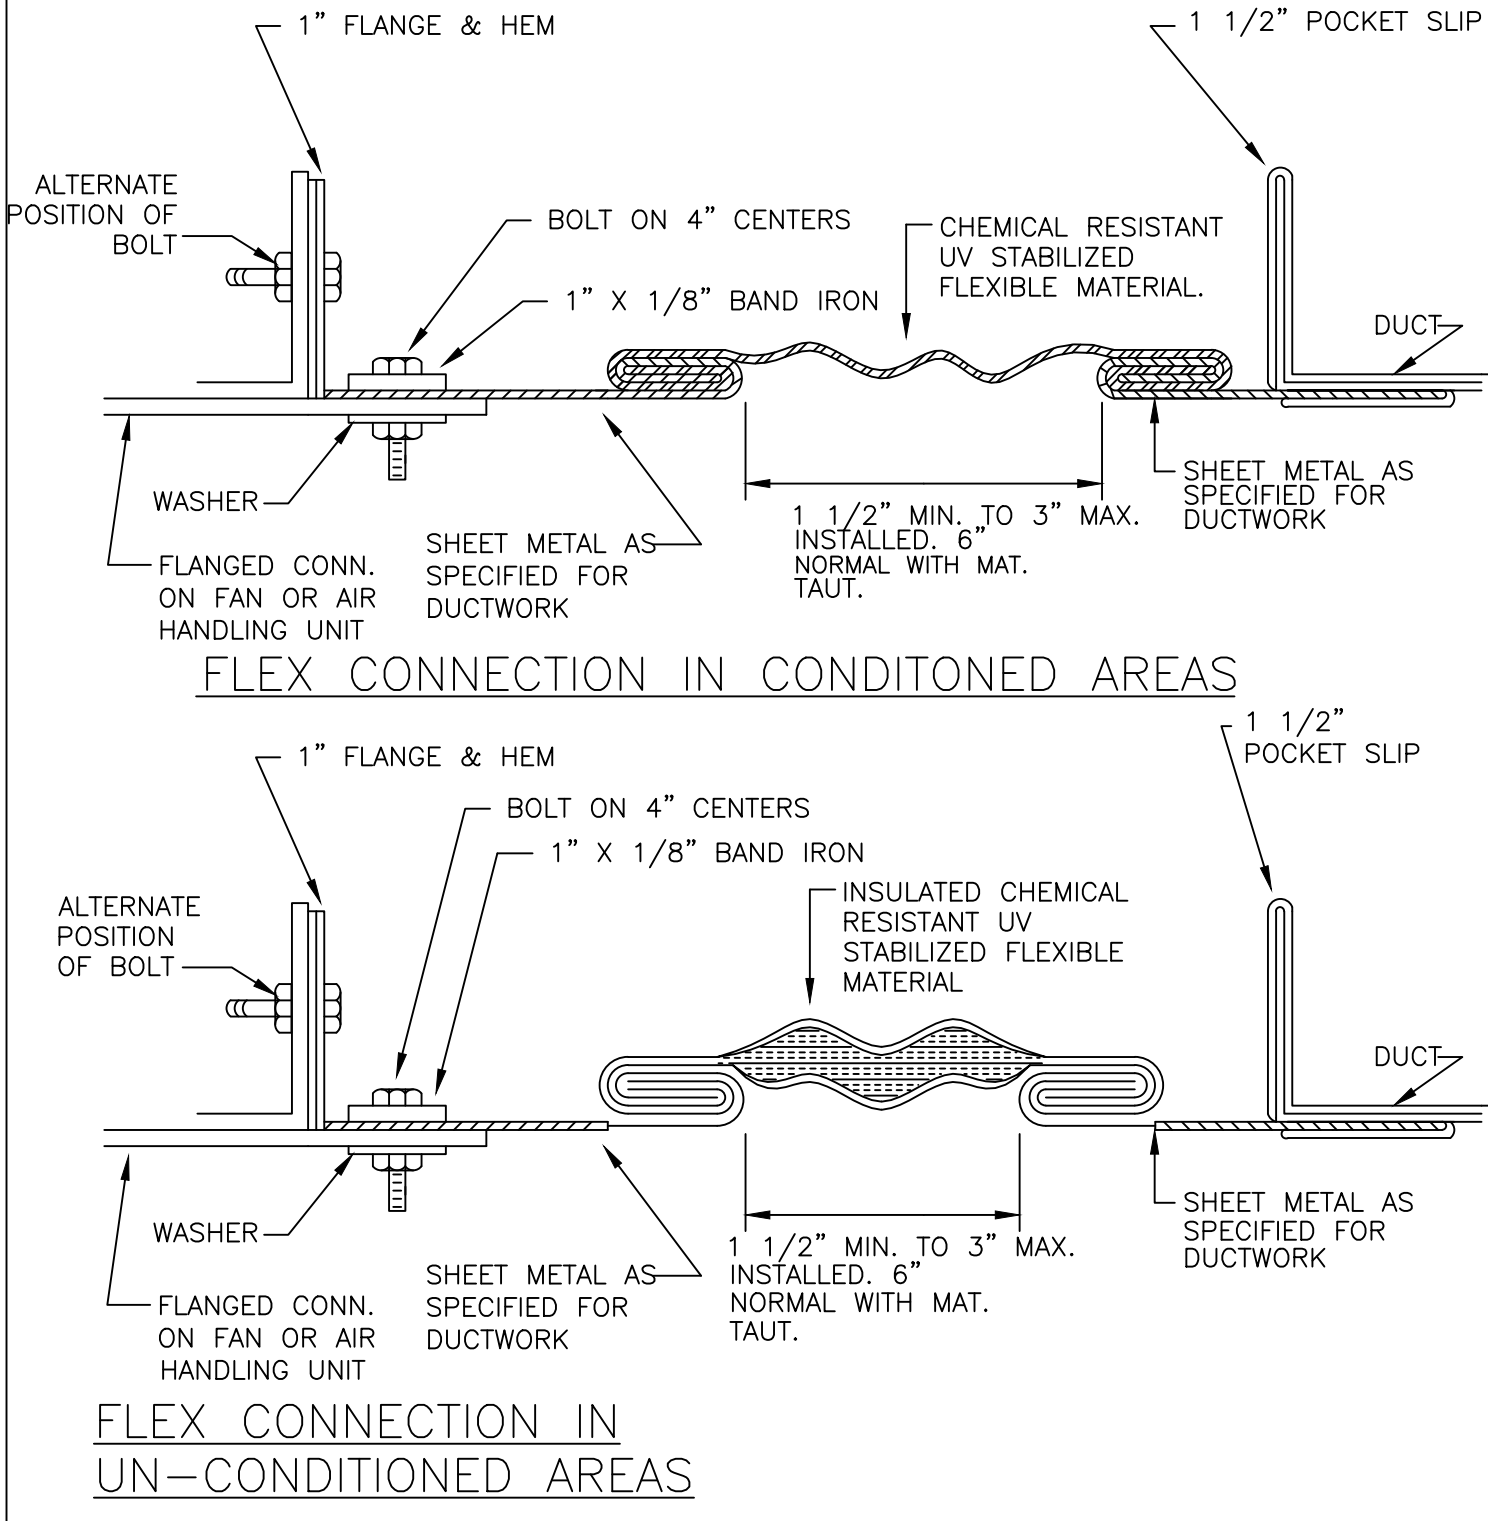 1” FLANGE & HEM
1 1/2” POCKET SLIP
ALTERNATE
POSITION OF
BOLT
BOLT ON 4” CENTERS
CHEMICAL RESISTANT
UV STABILIZED
FLEXIBLE MATERIAL.
1” X 1/8” BAND IRON
DUCT
WASHER
SHEET METAL AS
SPECIFIED FOR
DUCTWORK
1 1/2” MIN. TO 3” MAX.
INSTALLED. 6”
NORMAL WITH MAT.
TAUT.
SHEET METAL AS
SPECIFIED FOR
DUCTWORK
FLANGED CONN.
ON FAN OR AIR
HANDLING UNIT
FLEX CONNECTION IN CONDITONED AREAS
1” FLANGE & HEM
1 1/2”
POCKET SLIP
BOLT ON 4” CENTERS
1” X 1/8” BAND IRON
ALTERNATE
POSITION
OF BOLT
INSULATED CHEMICAL
RESISTANT UV
STABILIZED FLEXIBLE
MATERIAL
DUCT
WASHER
SHEET METAL AS
SPECIFIED FOR
DUCTWORK
1 1/2” MIN. TO 3” MAX.
INSTALLED. 6”
NORMAL WITH MAT.
TAUT.
SHEET METAL AS
SPECIFIED FOR
DUCTWORK
FLANGED CONN.
ON FAN OR AIR
HANDLING UNIT
FLEX CONNECTION IN
UN-CONDITIONED AREAS